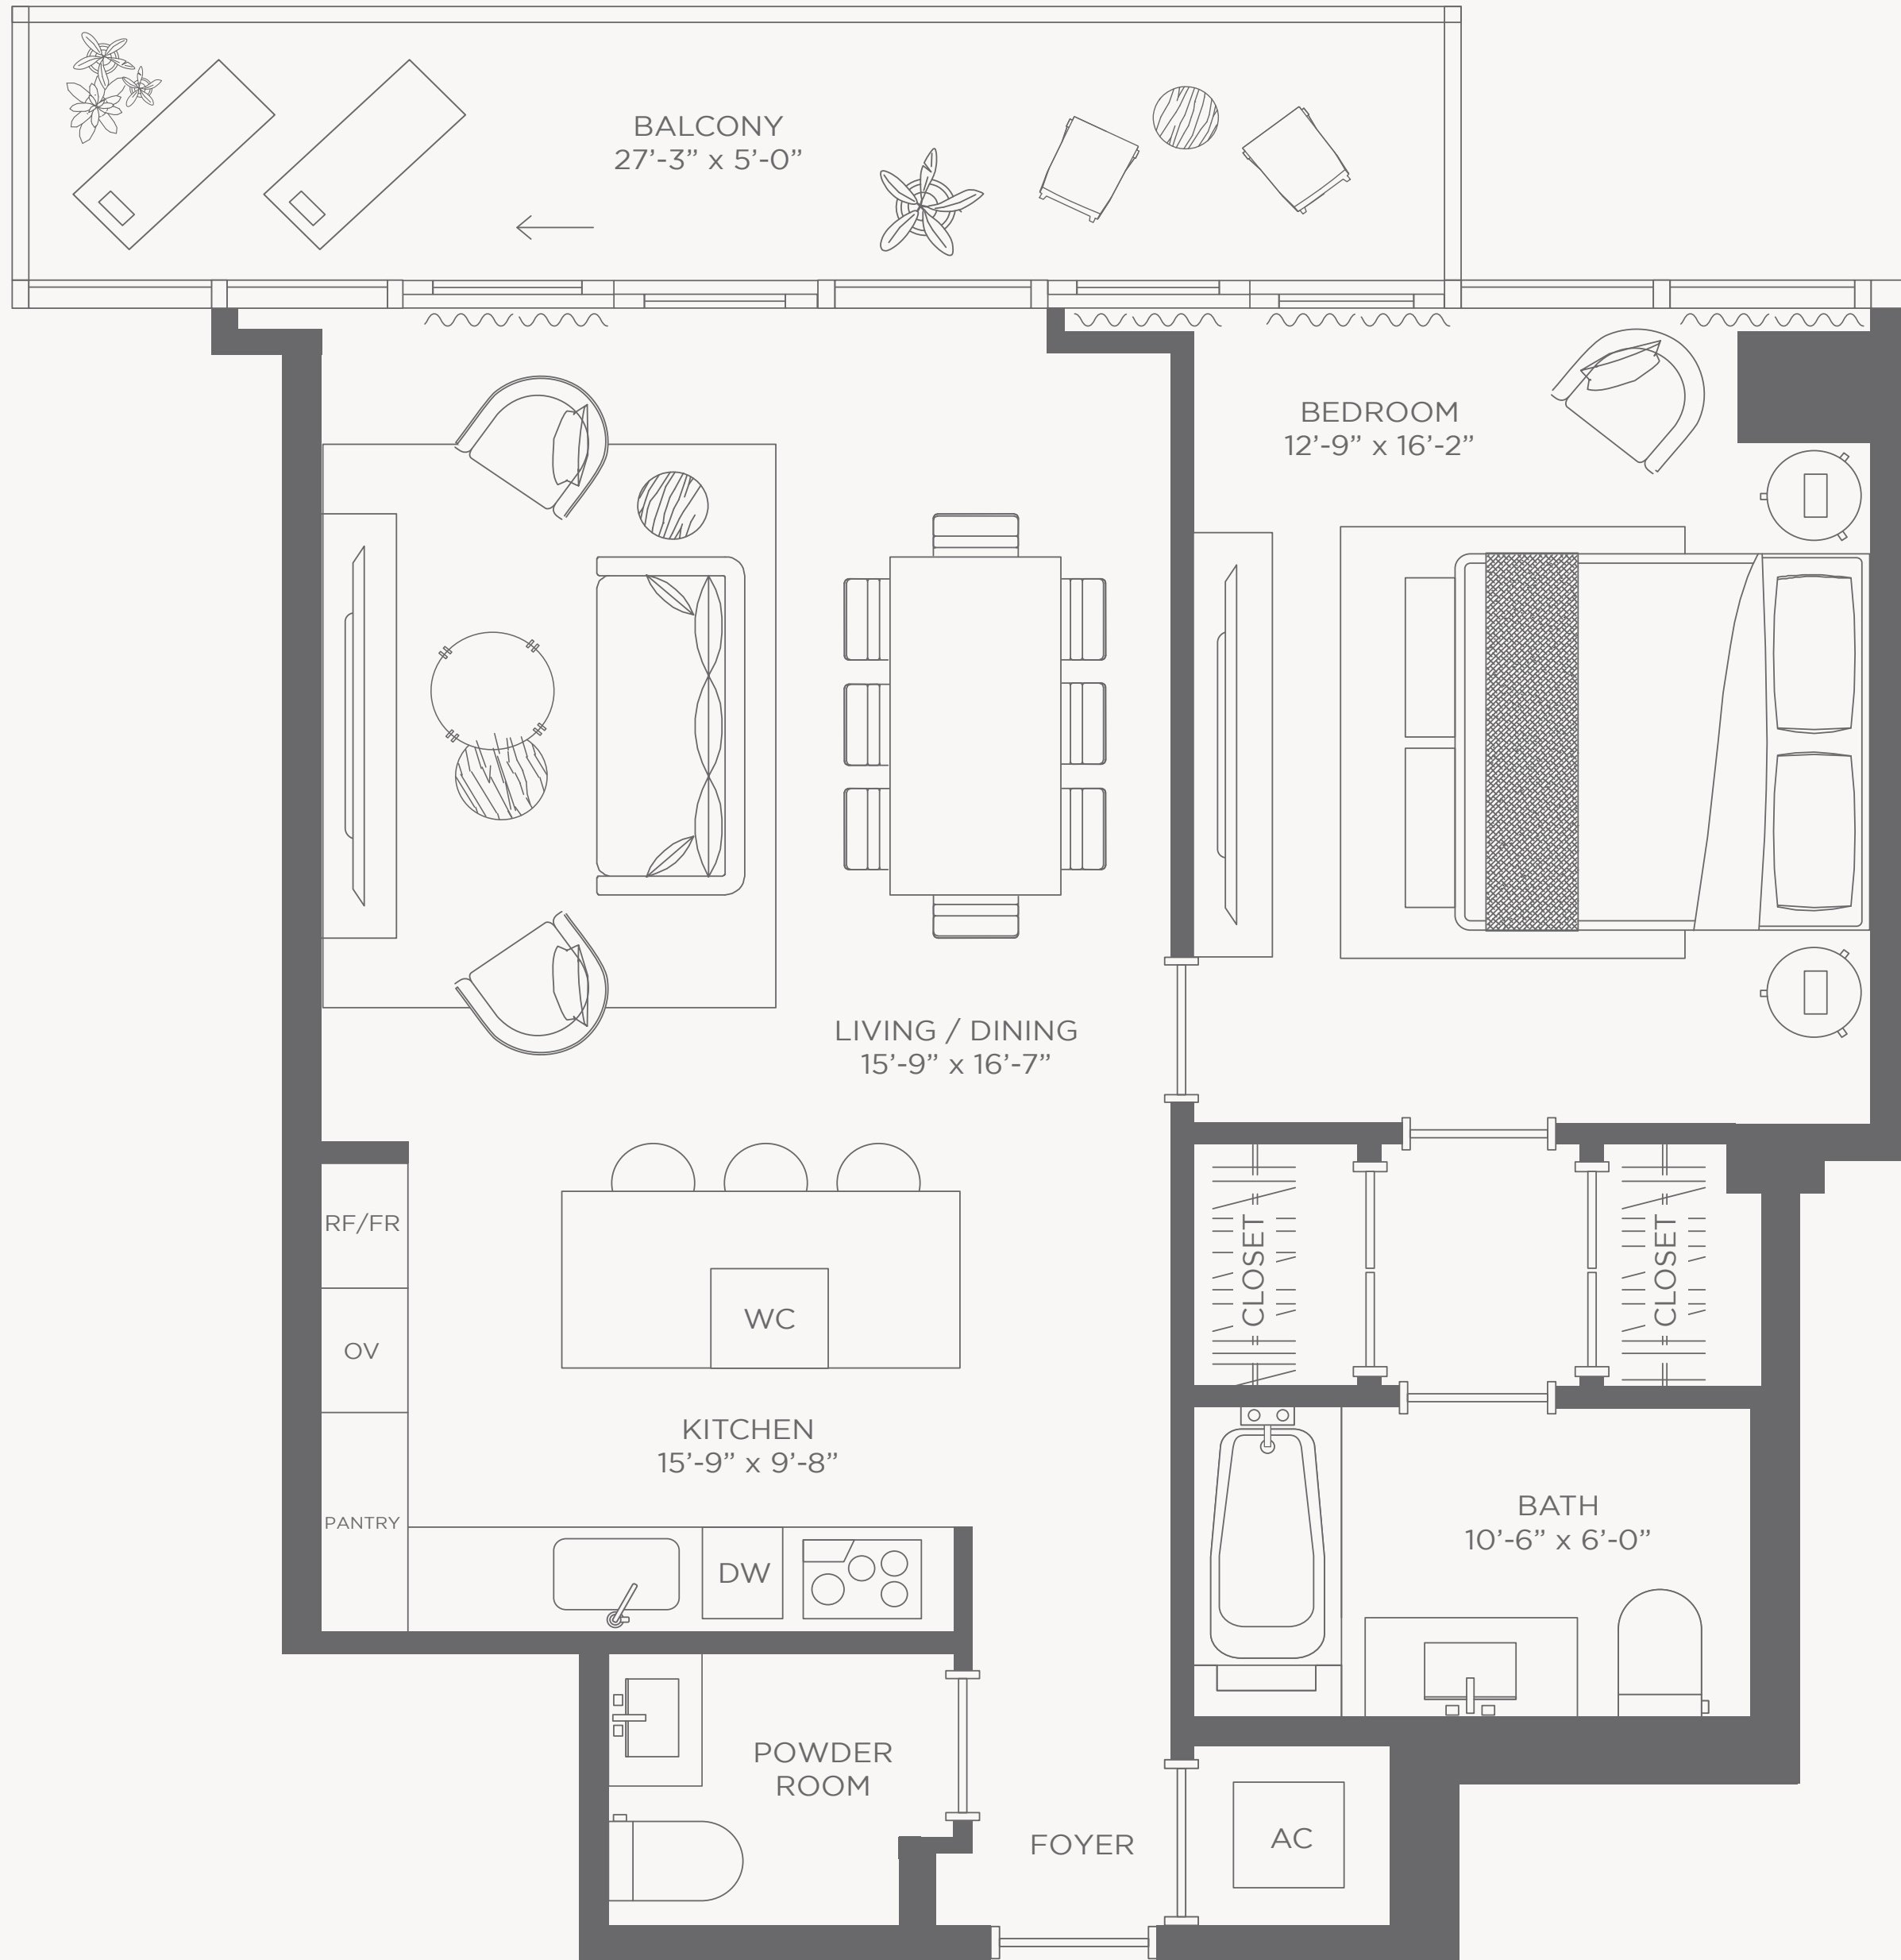 BALCONY
27’-3” x 5’-0”
BEDROOM
12’-9” x 16’-2”
LIVING / DINING
15’-9” x 16’-7”
RF/FR
OV
PANTRY
WC
KITCHEN
15’-9” x 9’-8”
DW
CLOSET
CLOSET
BATH
10’-6” x 6’-0”
POWDER
ROOM
FOYER
AC